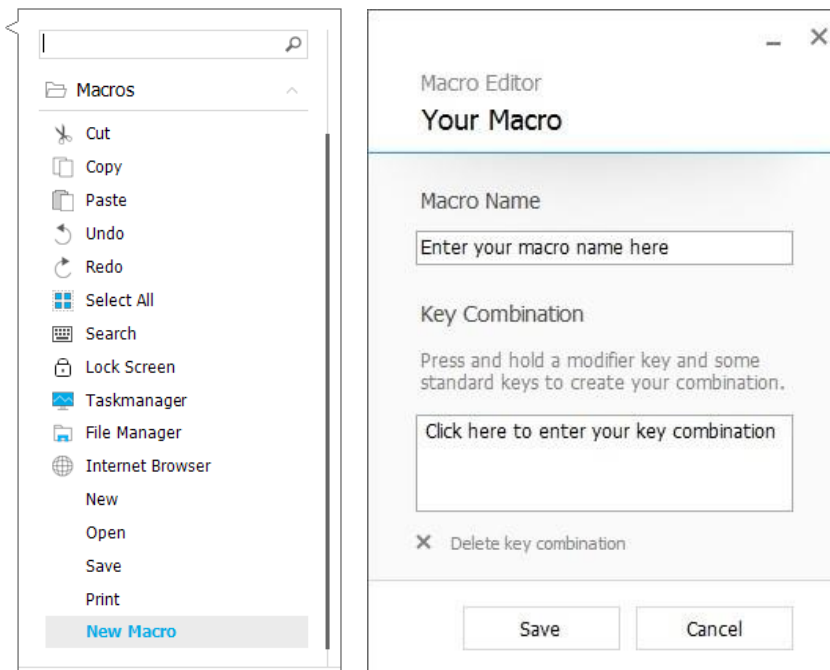 Macros
Cut
Copy
Paste
Undo
Redo
Select All
Search
Lock Screen
Taskmanager
File Manager
Internet Browser
New
Open
Save
Print
New Macro
Macro Editor
Your Macro
Macro Name
Enter your macro name here
Key Combination
Press and hold a modifier key and some
standard keys to create your combination.
Click here to enter your key combination
Delete key combination
Save Cancel